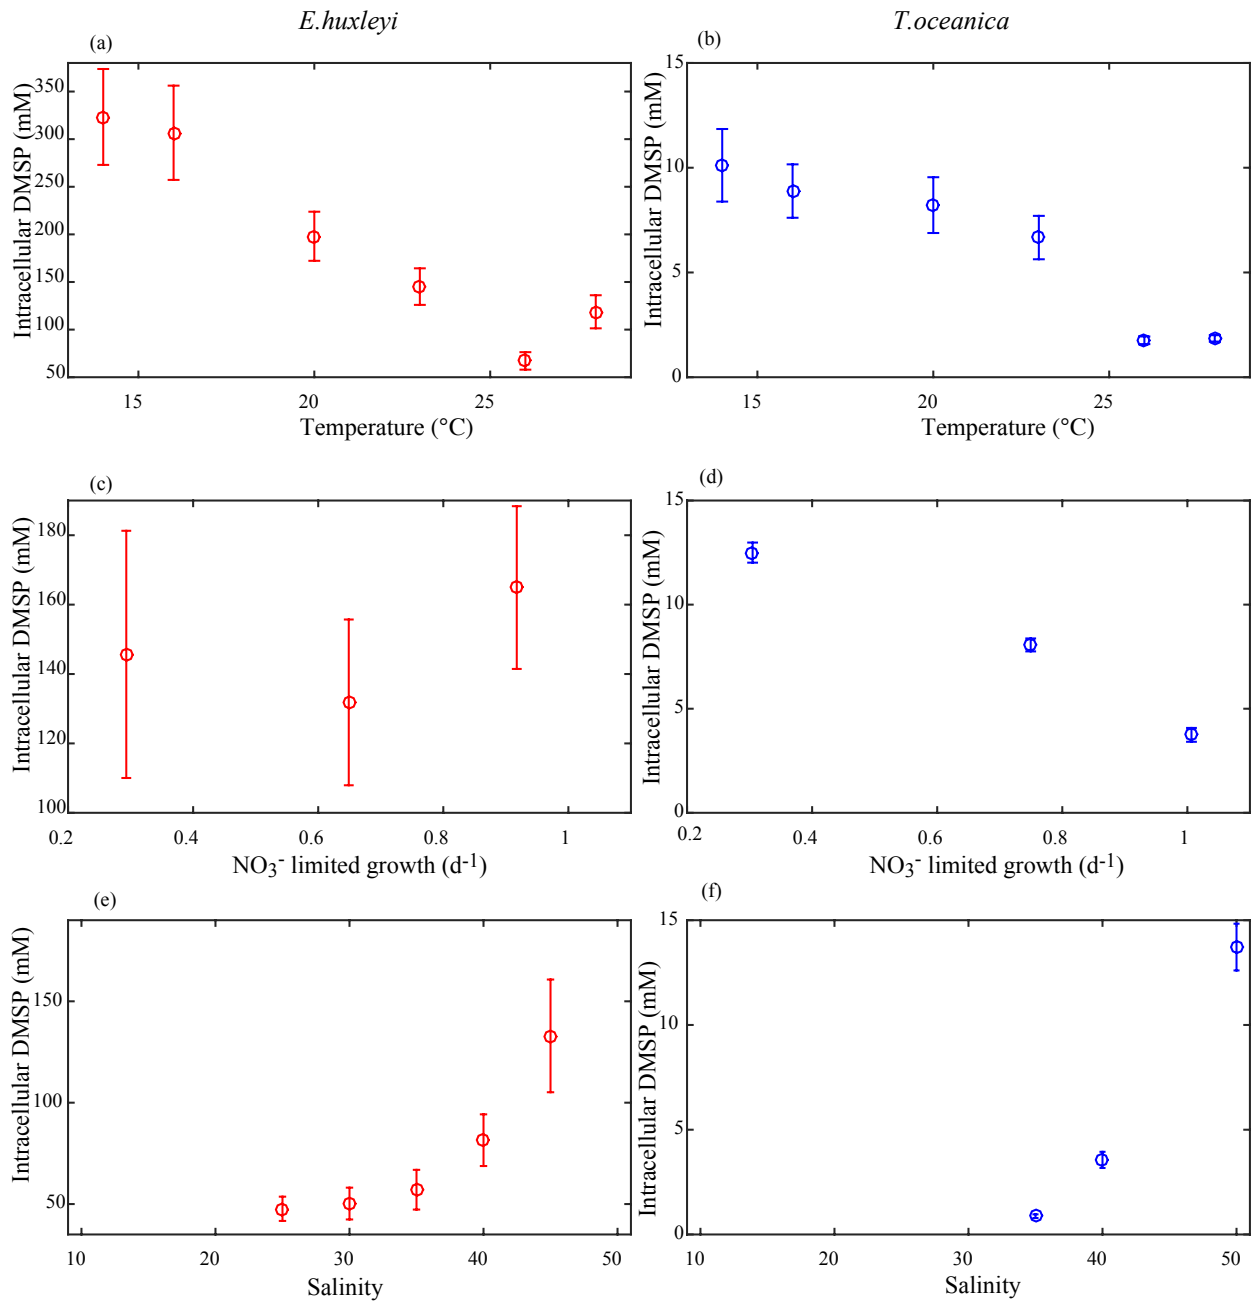 E.huxleyi
T.oceanica
(a)
(b)
Intracellular DMSP (mM)
350
300
250
200
150
100
50
15
20
25
Temperature (°C)
Intracellular DMSP (mM)
15
10
5
0
15
20
25
Temperature (°C)
(c)
(d)
Intracellular DMSP (mM)
180
160
140
120
100
0.2
0.4
0.6
0.8
1
NO₃⁻ limited growth (d⁻¹)
Intracellular DMSP (mM)
15
10
5
0
0.2
0.4
0.6
0.8
1
NO₃⁻ limited growth (d⁻¹)
(e)
(f)
Intracellular DMSP (mM)
150
100
50
10
20
30
40
50
Salinity
Intracellular DMSP (mM)
15
10
5
0
10
20
30
40
50
Salinity